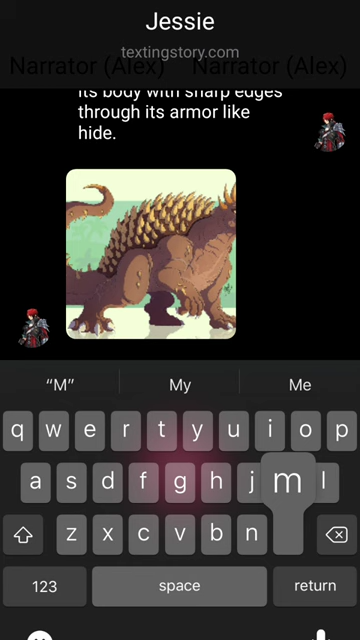 Jessie
textingstory.com
Narrator (Alex) Narrator (Alex)
its body with sharp edges
through its armor like
hide.
“M” My Me
q w e r t y u i o p
a s d f g h j m l
z x c v b n
123 space return